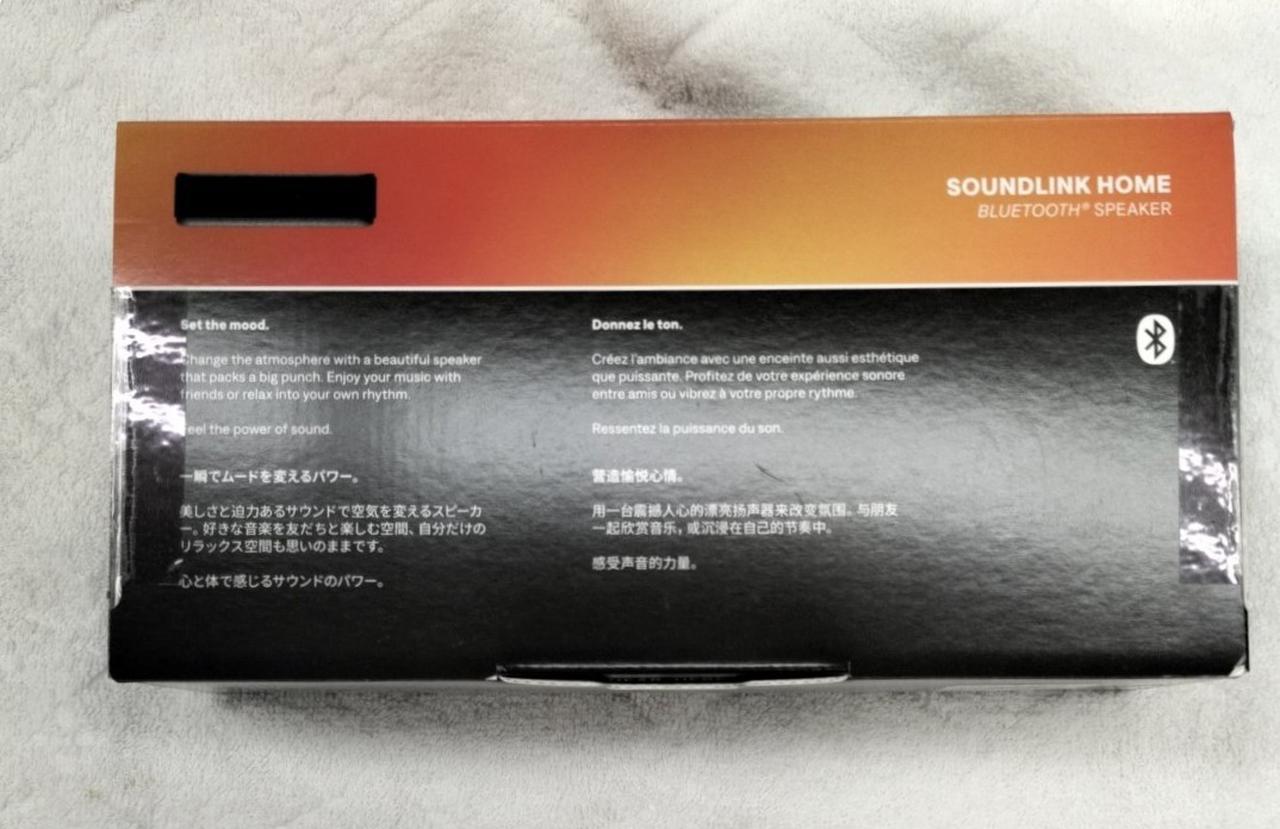 SOUNDLINK HOME
BLUETOOTH® SPEAKER
Set the mood.
Change the atmosphere with a beautiful speaker
that packs a big punch. Enjoy your music with
friends or relax into your own rhythm.
Feel the power of sound.
Donnez le ton.
Créez l'ambiance avec une enceinte aussi esthétique
que puissante. Profitez de votre expérience sonore
entre amis ou vibrez à votre propre rythme.
Ressentez la puissance du son.
一瞬でムードを変えるパワー。
美しさと迫力あるサウンドで空気を変えるスピーカ
ー。好きな音楽を友だちと楽しむ空間、自分だけの
リラックス空間も思いのままです。
心と体で感じるサウンドのパワー。
营造愉悦心情。
用一台震撼人心的漂亮扬声器来改变氛围。与朋友
一起欣赏音乐，或沉浸在自己的节奏中。
感受声音的力量。